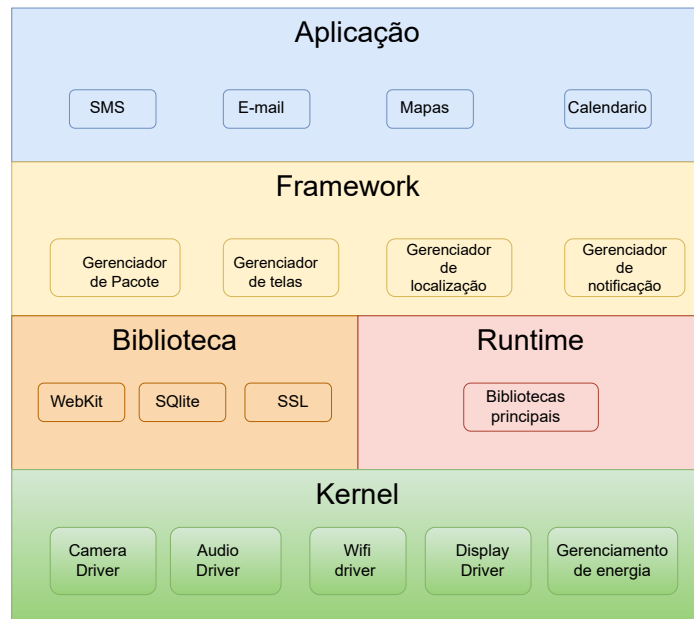 Aplicação
SMS
E-mail
Mapas
Calendario
Framework
Gerenciador
de Pacote
Gerenciador
de telas
Gerenciador
de
localização
Gerenciador
de
notificação
Biblioteca
WebKit
SQlite
SSL
Runtime
Bibliotecas
principais
Kernel
Camera
Driver
Audio
Driver
Wifi
driver
Display
Driver
Gerenciamento
de energia